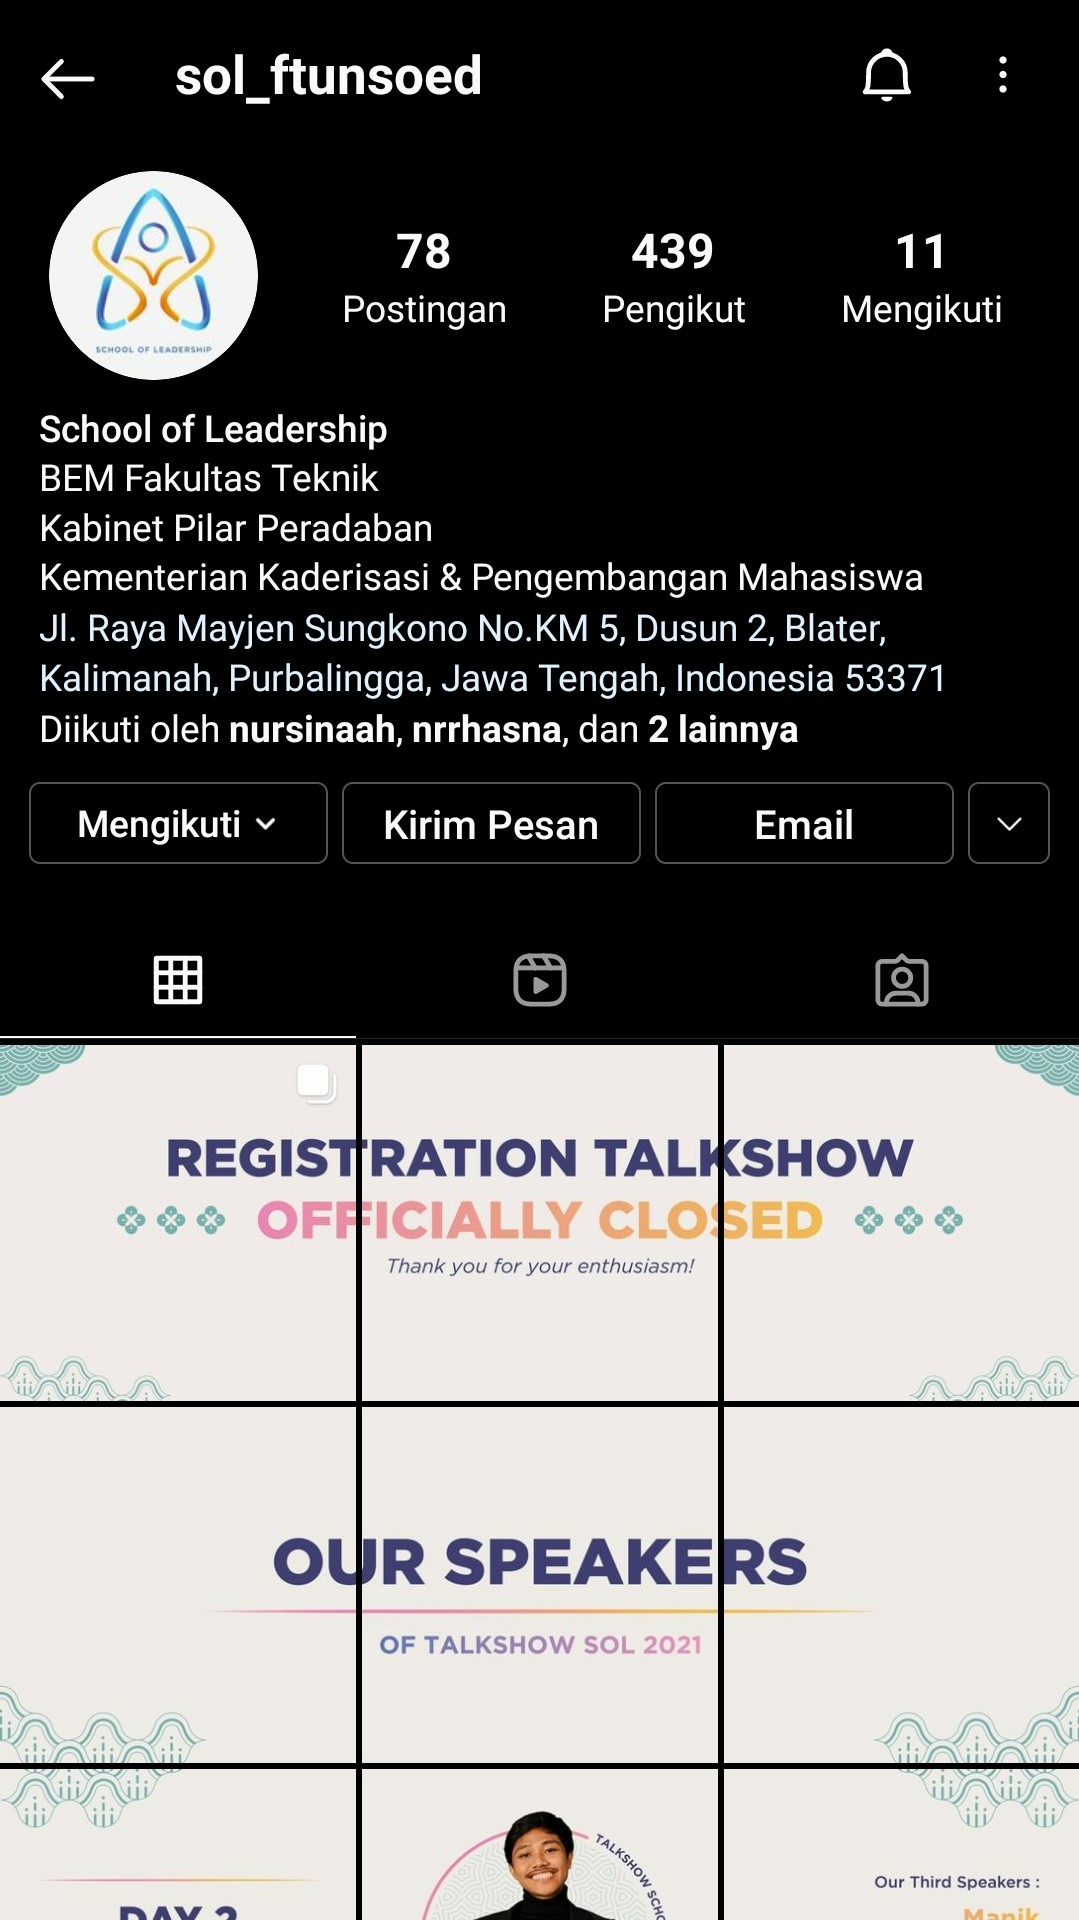 sol_ftunsoed
SCHOOL OF LEADERSHIP
78
Postingan
439
Pengikut
11
Mengikuti
School of Leadership
BEM Fakultas Teknik
Kabinet Pilar Peradaban
Kementerian Kaderisasi & Pengembangan Mahasiswa
Jl. Raya Mayjen Sungkono No.KM 5, Dusun 2, Blater,
Kalimanah, Purbalingga, Jawa Tengah, Indonesia 53371
Diikuti oleh nursinaah, nrrhasna, dan 2 lainnya
Mengikuti
Kirim Pesan
Email
REGISTRATION TALKSHOW
OFFICIALLY CLOSED
Thank you for your enthusiasm!
OUR SPEAKERS
OF TALKSHOW SOL 2021
DAY 2
TALKSHOW
Our Third Speakers :
Manik